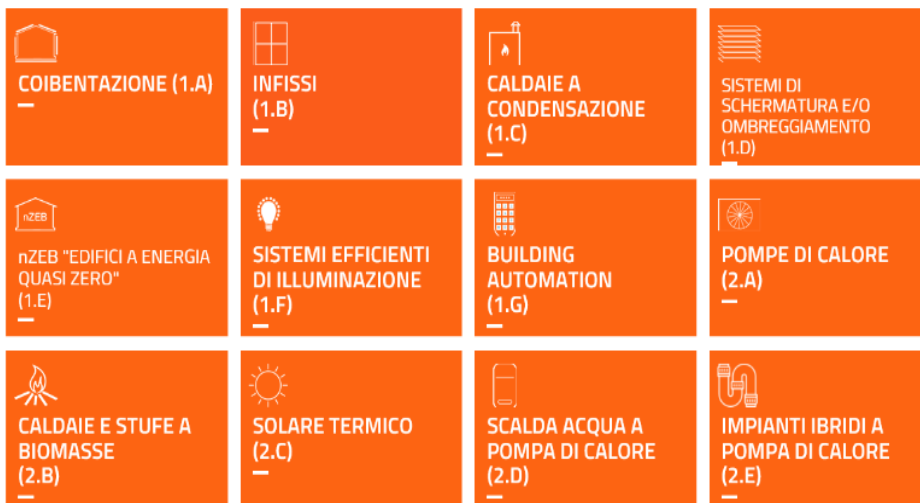 COIBENTAZIONE (1.A)
INFISSI
(1.B)
CALDAIE A
CONDENSAZIONE
(1.C)
SISTEMI DI
SCHERMATURA E/O
OMBREGGIAMENTO
(1.D)
nZEB
nZEB "EDIFICI A ENERGIA
QUASI ZERO"
(1.E)
SISTEMI EFFICIENTI
DI ILLUMINAZIONE
(1.F)
BUILDING
AUTOMATION
(1.G)
POMPE DI CALORE
(2.A)
CALDAIE E STUFE A
BIOMASSE
(2.B)
SOLARE TERMICO
(2.C)
SCALDA ACQUA A
POMPA DI CALORE
(2.D)
IMPIANTI IBRIDI A
POMPA DI CALORE
(2.E)